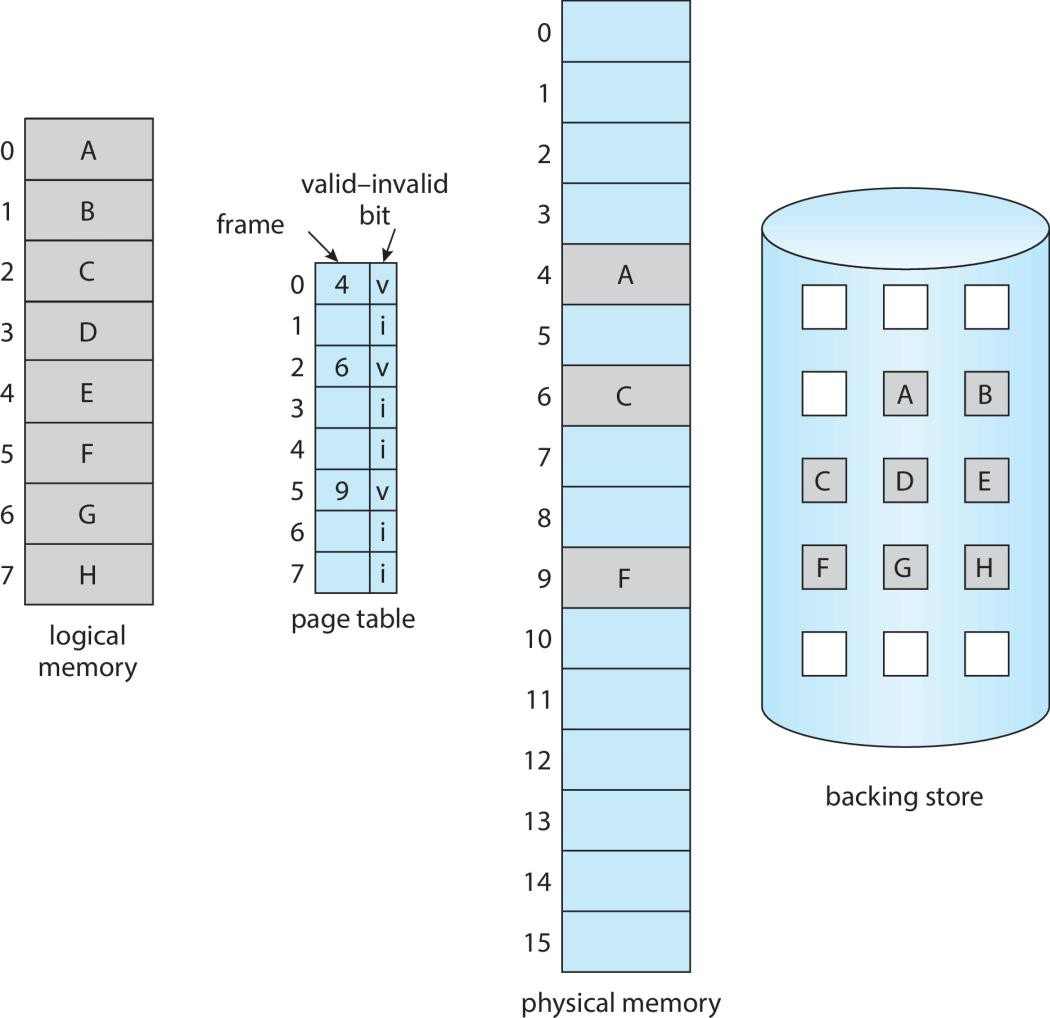 0 A
1 B
2 C
3 D
4 E
5 F
6 G
7 H
logical
memory
valid–invalid
bit
frame
0 4 v
1 i
2 6 v
3 i
4 i
5 9 v
6 i
7 i
page table
0
1
2
3
4 A
5
6 C
7
8
9 F
10
11
12
13
14
15
physical memory
A B
C D E
F G H
backing store